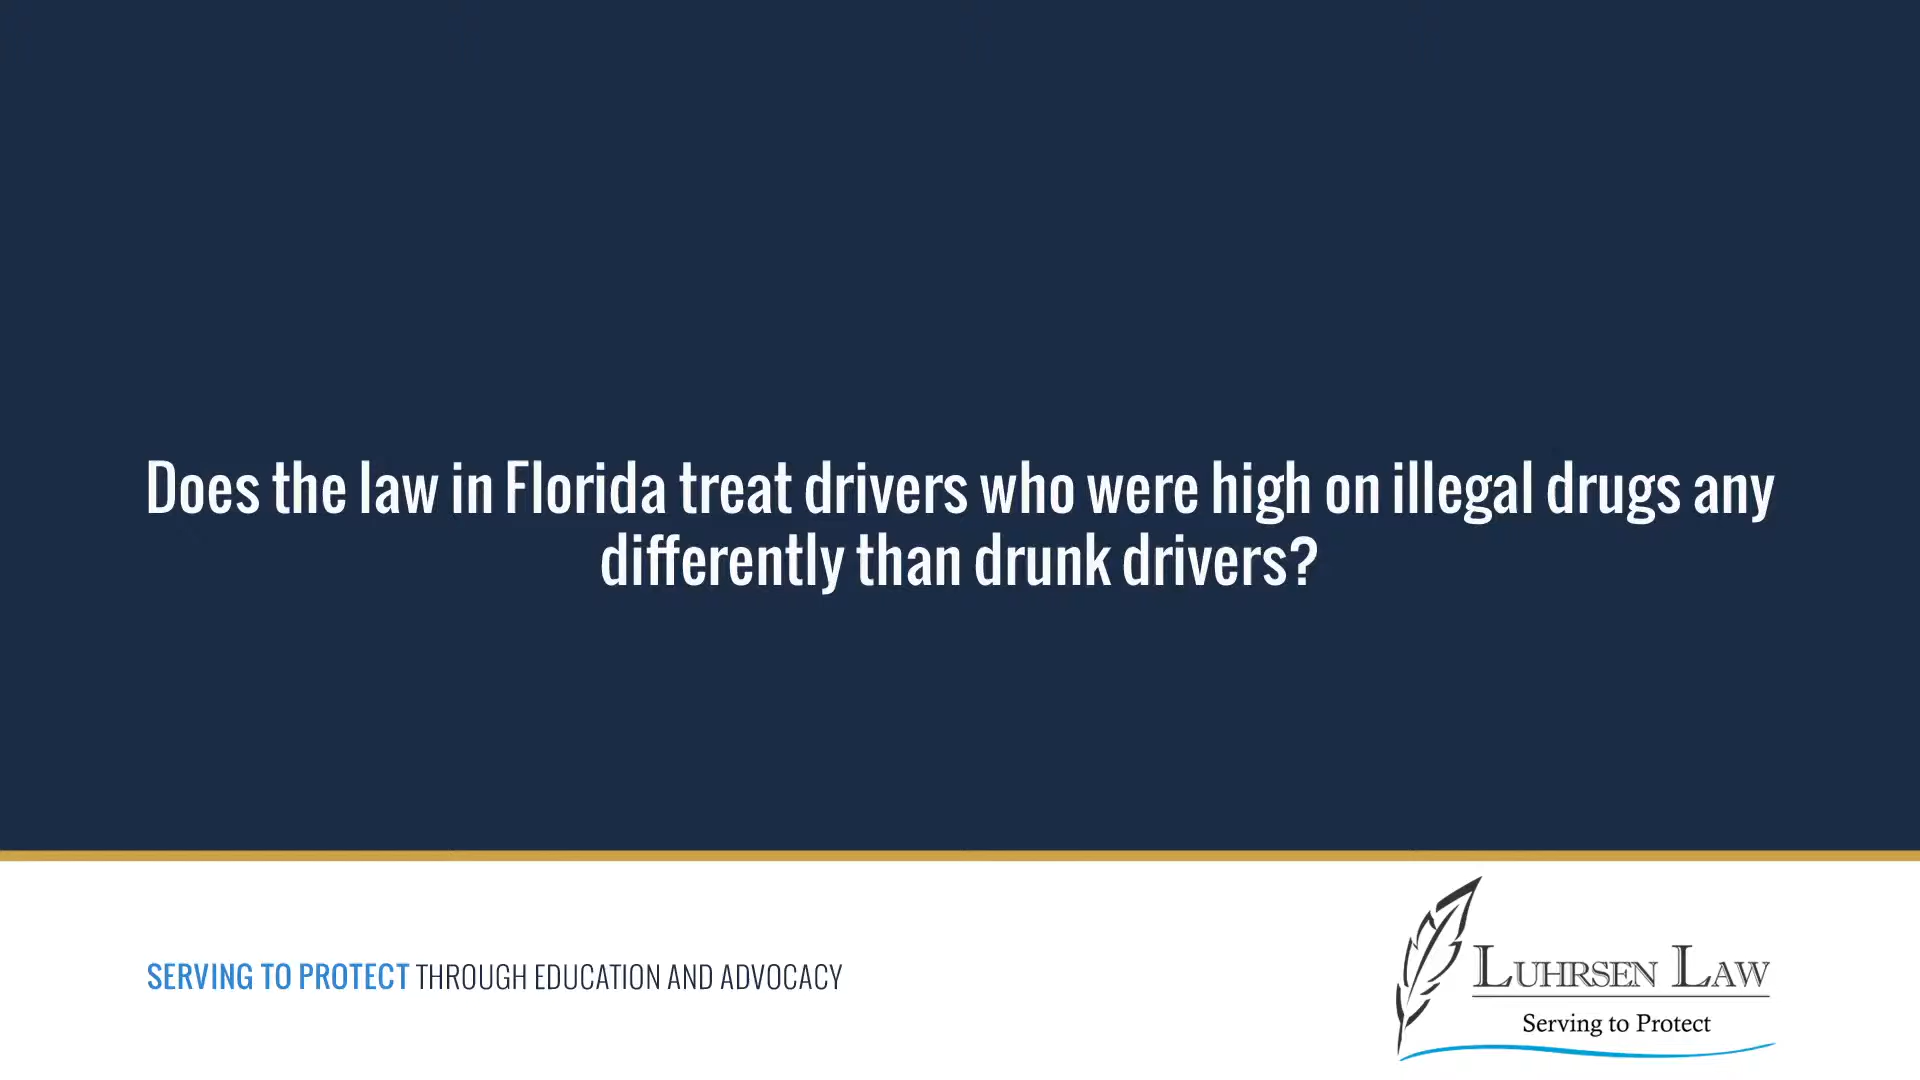 Does the law in Florida treat drivers who were high on illegal drugs any
differently than drunk drivers?
SERVING TO PROTECT THROUGH EDUCATION AND ADVOCACY
LUHRSEN LAW
Serving to Protect